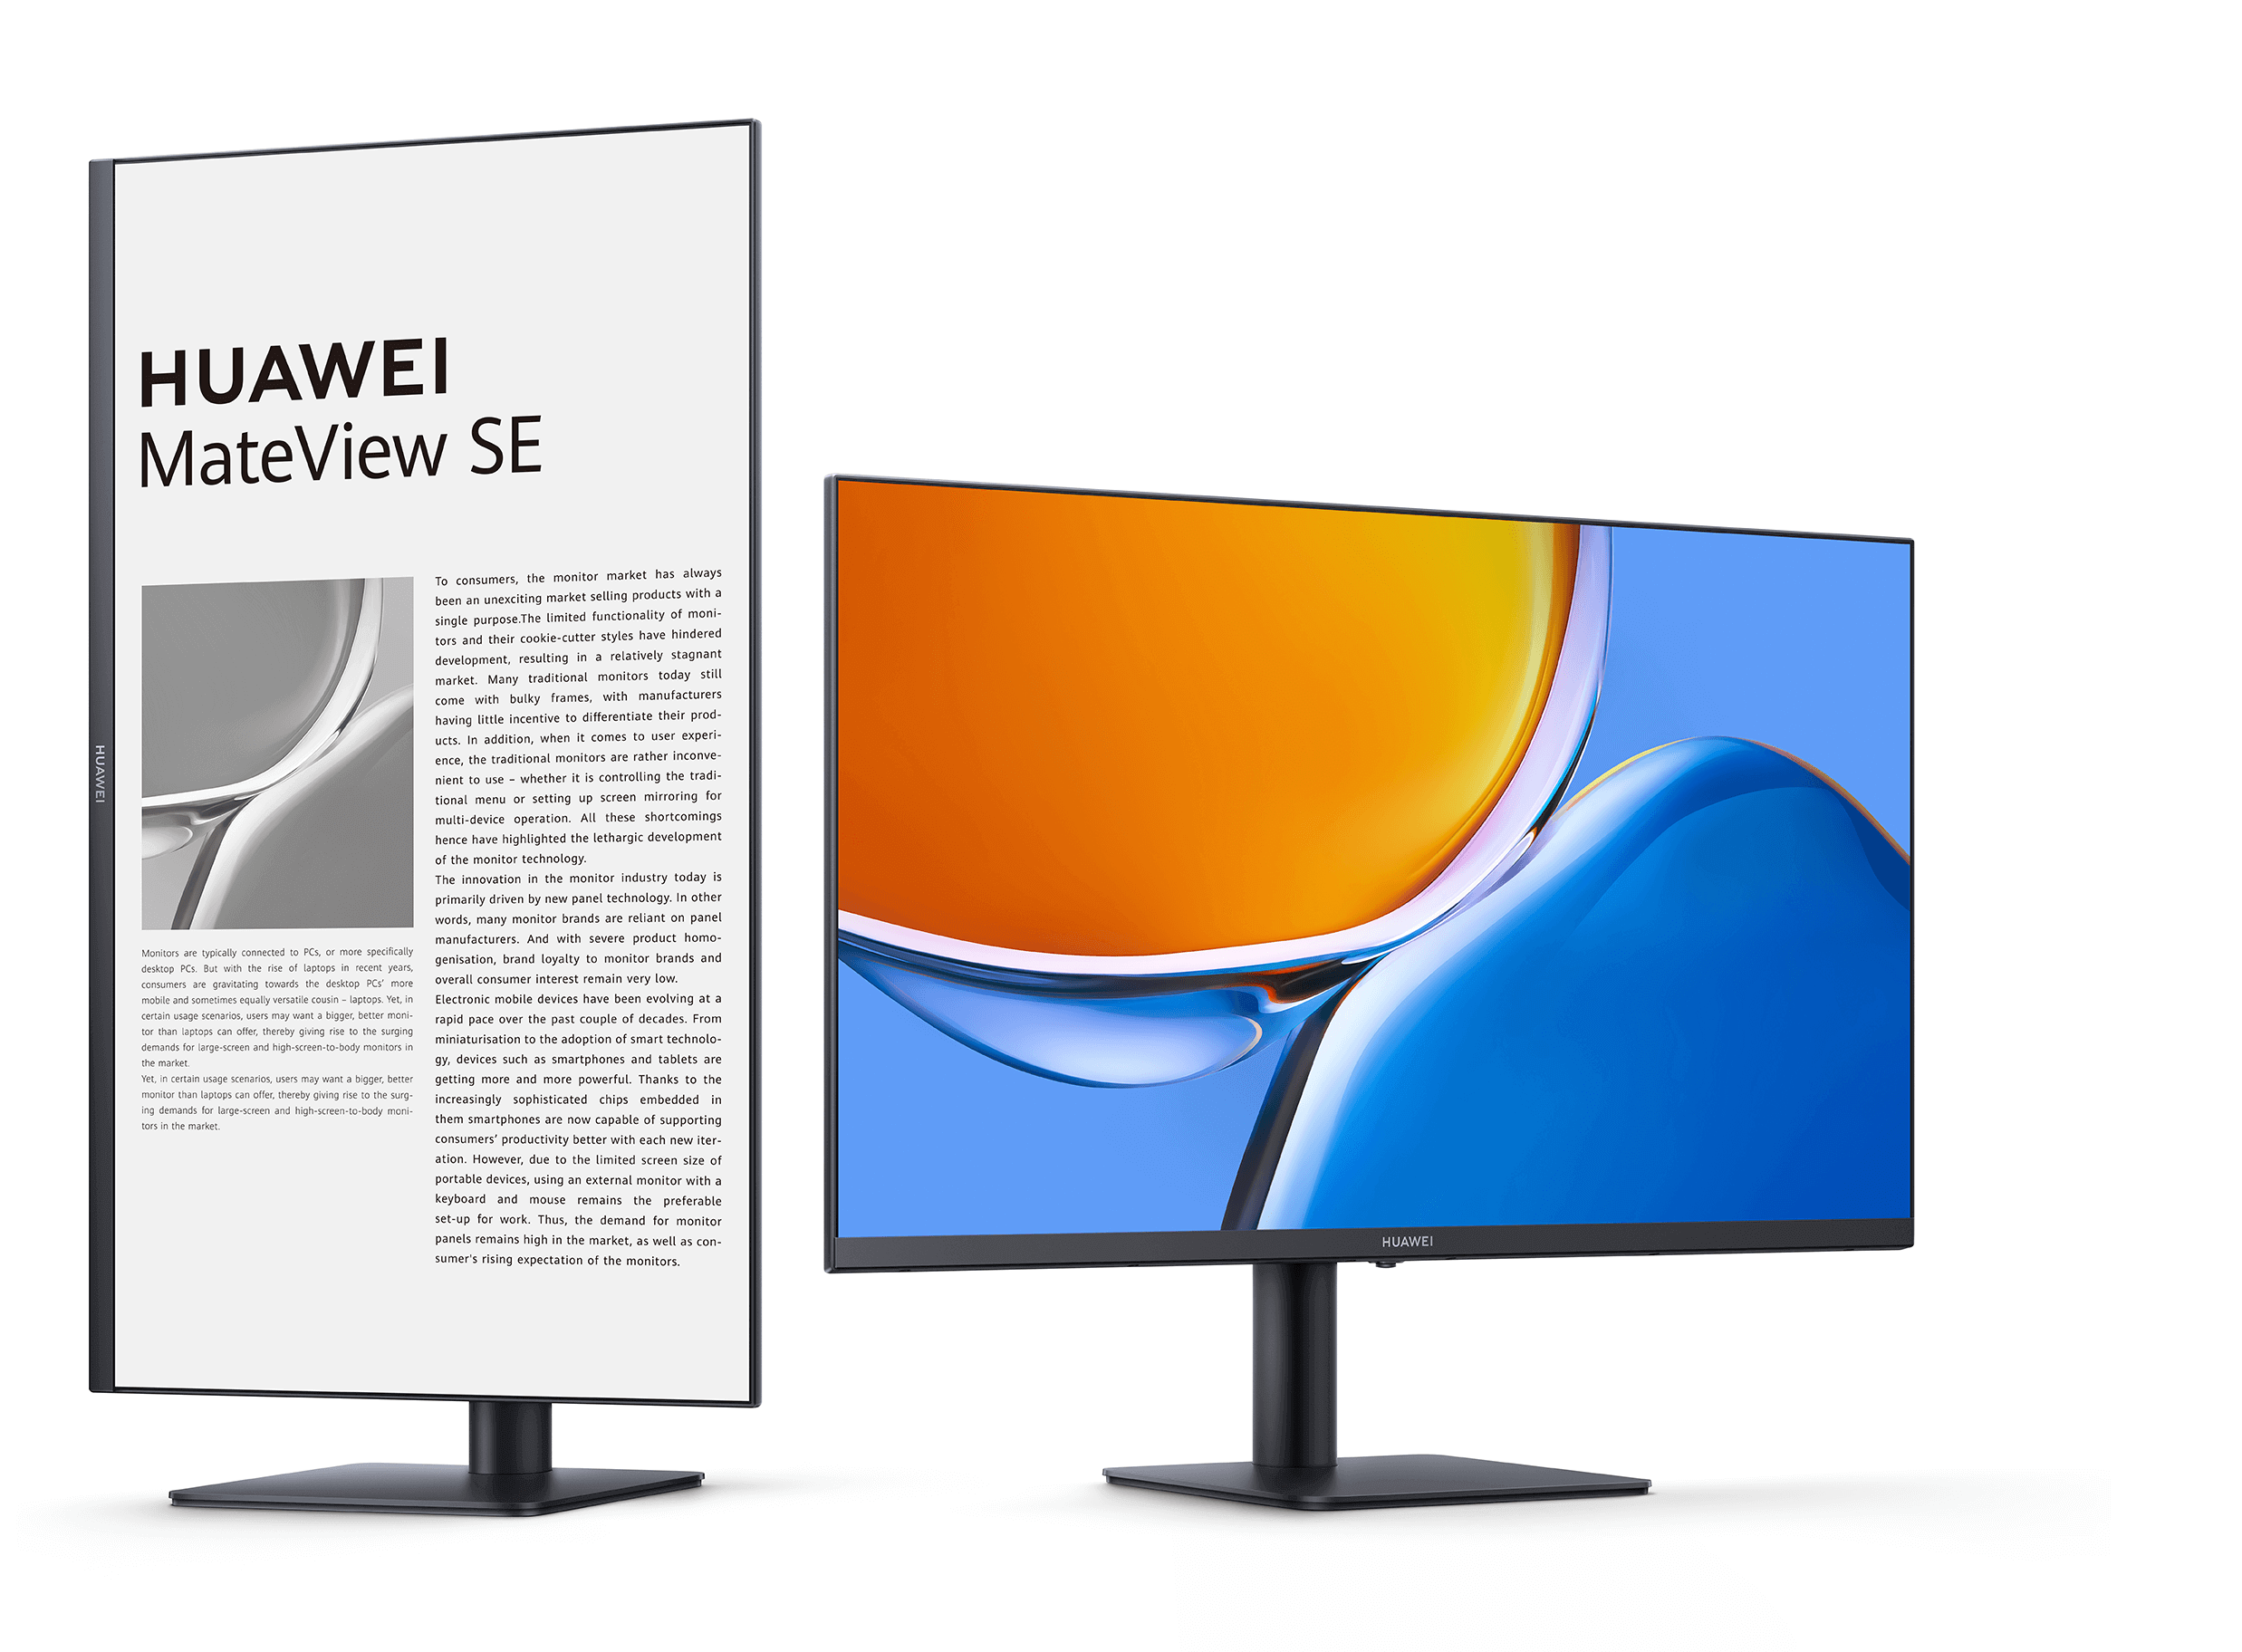 HUAWEI
MateView SE
Monitors are typically connected to PCs, or more specifically
desktop PCs. But with the rise of laptops in recent years,
consumers are gravitating towards the desktop PCs' more
mobile and sometimes equally versatile cousin – laptops. Yet, in
certain usage scenarios, users may want a bigger, better moni-
tor than laptops can offer, thereby giving rise to the surging
demands for large-screen and high-screen-to-body monitors in
the market.
Yet, in certain usage scenarios, users may want a bigger, better
monitor than laptops can offer, thereby giving rise to the surg-
ing demands for large-screen and high-screen-to-body moni-
tors in the market.
To consumers, the monitor market has always
been an unexciting market selling products with a
single purpose.The limited functionality of moni-
tors and their cookie-cutter styles have hindered
development, resulting in a relatively stagnant
market. Many traditional monitors today still
come with bulky frames, with manufacturers
having little incentive to differentiate their prod-
ucts. In addition, when it comes to user experi-
ence, the traditional monitors are rather inconve-
nient to use – whether it is controlling the tradi-
tional menu or setting up screen mirroring for
multi-device operation. All these shortcomings
hence have highlighted the lethargic development
of the monitor technology.
The innovation in the monitor industry today is
primarily driven by new panel technology. In other
words, many monitor brands are reliant on panel
manufacturers. And with severe product homo-
genisation, brand loyalty to monitor brands and
overall consumer interest remain very low.
Electronic mobile devices have been evolving at a
rapid pace over the past couple of decades. From
miniaturisation to the adoption of smart technolo-
gy, devices such as smartphones and tablets are
getting more and more powerful. Thanks to the
increasingly sophisticated chips embedded in
them smartphones are now capable of supporting
consumers' productivity better with each new iter-
ation. However, due to the limited screen size of
portable devices, using an external monitor with a
keyboard and mouse remains the preferable
set-up for work. Thus, the demand for monitor
panels remains high in the market, as well as con-
sumer's rising expectation of the monitors.
HUAWEI
HUAWEI